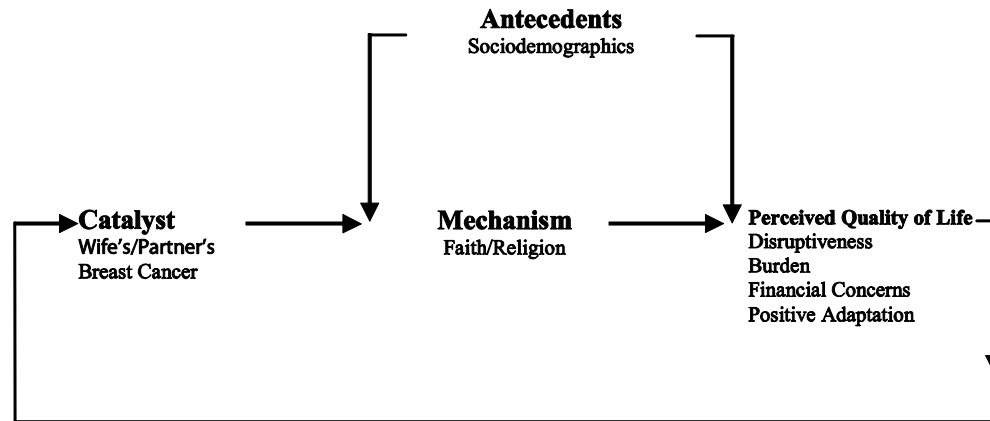 Antecedents
Sociodemographics
Catalyst
Wife's/Partner's
Breast Cancer
Mechanism
Faith/Religion
Perceived Quality of Life
Disruptiveness
Burden
Financial Concerns
Positive Adaptation